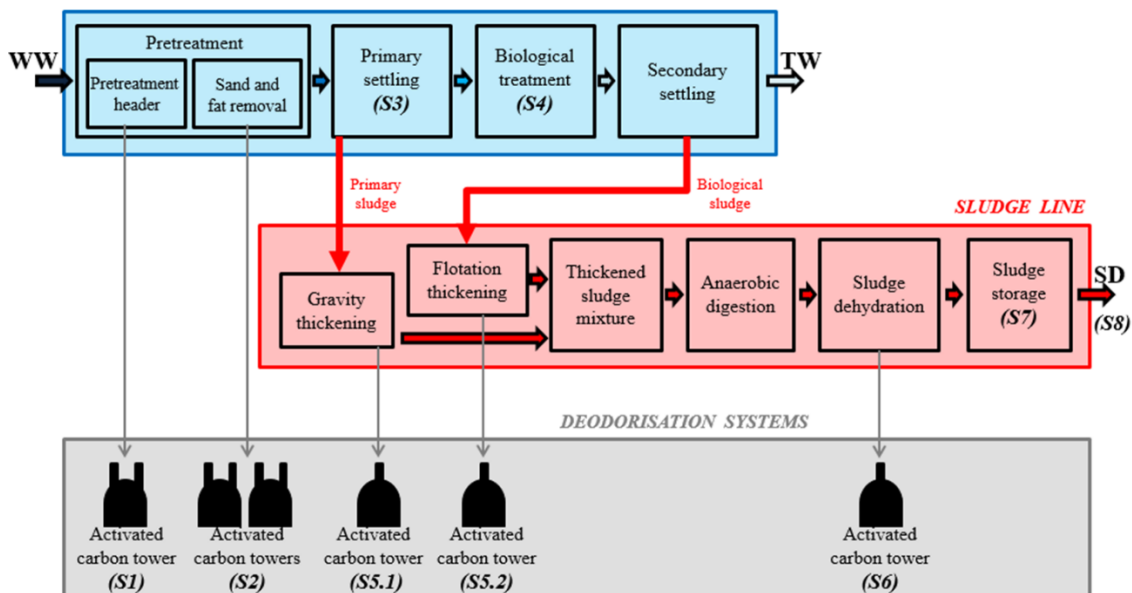 WW
Pretreatment
Pretreatment
header
Sand and
fat removal
Primary
settling
(S3)
Biological
treatment
(S4)
Secondary
settling
TW
Primary
sludge
Biological
sludge
SLUDGE LINE
Gravity
thickening
Flotation
thickening
Thickened
sludge
mixture
Anaerobic
digestion
Sludge
dehydration
Sludge
storage
(S7)
SD
(S8)
DEODORISATION SYSTEMS
Activated
carbon tower
(S1)
Activated
carbon towers
(S2)
Activated
carbon tower
(S5.1)
Activated
carbon tower
(S5.2)
Activated
carbon tower
(S6)